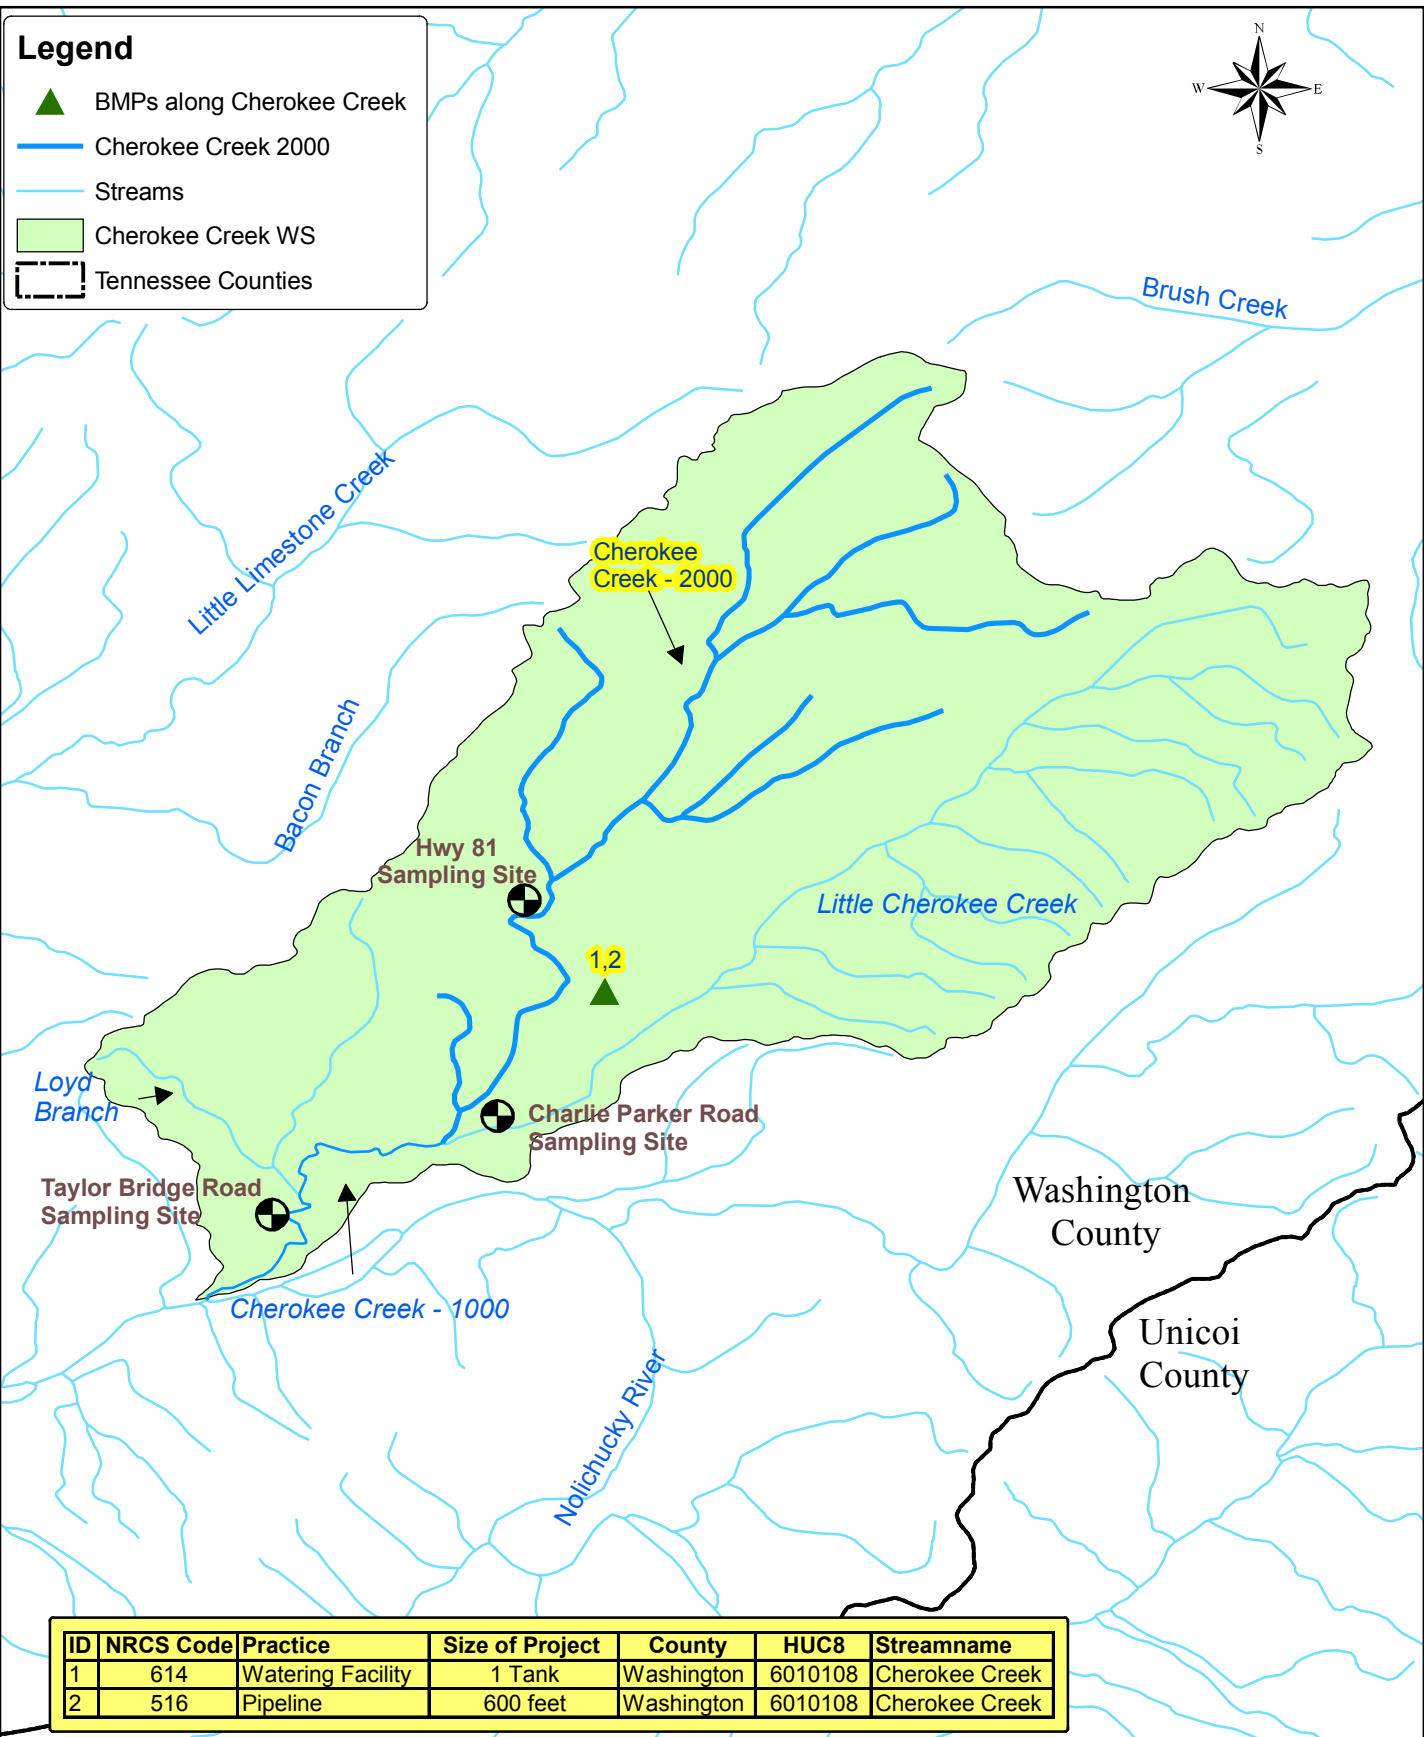 Legend
BMPs along Cherokee Creek
Cherokee Creek 2000
Streams
Cherokee Creek WS
Tennessee Counties
N
W
E
S
Brush Creek
Little Limestone Creek
Cherokee
Creek - 2000
Bacon Branch
Hwy 81
Sampling Site
Little Cherokee Creek
1,2
Loyd
Branch
Charlie Parker Road
Sampling Site
Taylor Bridge Road
Sampling Site
Washington
County
Cherokee Creek - 1000
Unicoi
County
Nolichucky River
ID NRCS Code Practice Size of Project County HUC8 Streamname
1 614 Watering Facility 1 Tank Washington 6010108 Cherokee Creek
2 516 Pipeline 600 feet Washington 6010108 Cherokee Creek